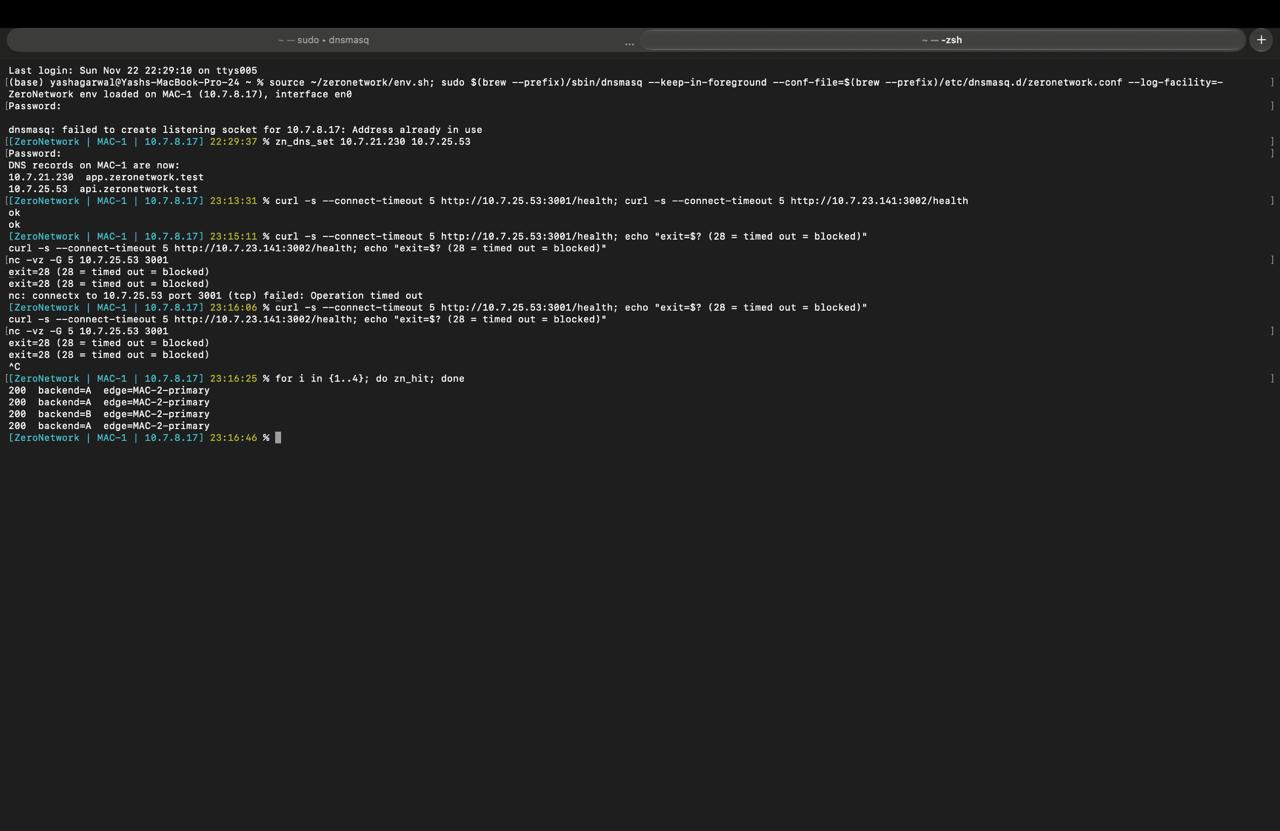 ~ — sudo • dnsmasq
...
~ — -zsh
+
Last login: Sun Nov 22 22:29:10 on ttys005
[(base) yashagarwal@Yashs-MacBook-Pro-24 ~ % source ~/zeronetwork/env.sh; sudo $(brew --prefix)/sbin/dnsmasq --keep-in-foreground --conf-file=$(brew --prefix)/etc/dnsmasq.d/zeronetwork.conf --log-facility=- ]
ZeroNetwork env loaded on MAC-1 (10.7.8.17), interface en0
[Password: ]
dnsmasq: failed to create listening socket for 10.7.8.17: Address already in use
[[ZeroNetwork | MAC-1 | 10.7.8.17] 22:29:37 % zn_dns_set 10.7.21.230 10.7.25.53 ]
[Password: ]
DNS records on MAC-1 are now:
10.7.21.230  app.zeronetwork.test
10.7.25.53  api.zeronetwork.test
[[ZeroNetwork | MAC-1 | 10.7.8.17] 23:13:31 % curl -s --connect-timeout 5 http://10.7.25.53:3001/health; curl -s --connect-timeout 5 http://10.7.23.141:3002/health ]
ok
ok
[ZeroNetwork | MAC-1 | 10.7.8.17] 23:15:11 % curl -s --connect-timeout 5 http://10.7.25.53:3001/health; echo "exit=$? (28 = timed out = blocked)"
curl -s --connect-timeout 5 http://10.7.23.141:3002/health; echo "exit=$? (28 = timed out = blocked)"
[nc -vz -G 5 10.7.25.53 3001 ]
exit=28 (28 = timed out = blocked)
exit=28 (28 = timed out = blocked)
nc: connectx to 10.7.25.53 port 3001 (tcp) failed: Operation timed out
[ZeroNetwork | MAC-1 | 10.7.8.17] 23:16:06 % curl -s --connect-timeout 5 http://10.7.25.53:3001/health; echo "exit=$? (28 = timed out = blocked)"
curl -s --connect-timeout 5 http://10.7.23.141:3002/health; echo "exit=$? (28 = timed out = blocked)"
[nc -vz -G 5 10.7.25.53 3001 ]
exit=28 (28 = timed out = blocked)
exit=28 (28 = timed out = blocked)
^C
[[ZeroNetwork | MAC-1 | 10.7.8.17] 23:16:25 % for i in {1..4}; do zn_hit; done ]
200  backend=A  edge=MAC-2-primary
200  backend=A  edge=MAC-2-primary
200  backend=B  edge=MAC-2-primary
200  backend=A  edge=MAC-2-primary
[ZeroNetwork | MAC-1 | 10.7.8.17] 23:16:46 %